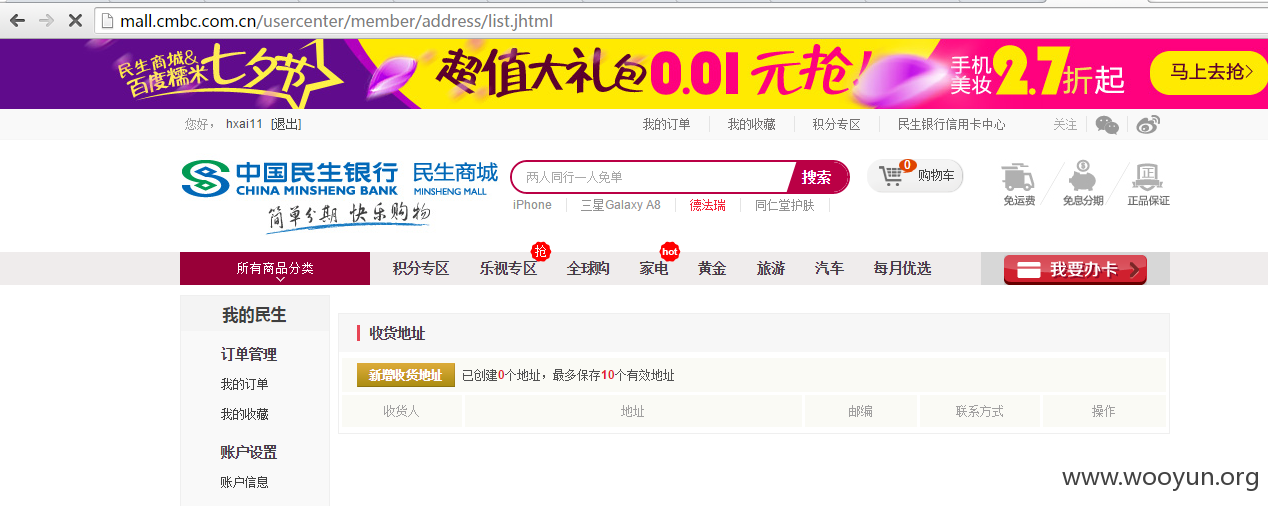 mall.cmbc.com.cn/usercenter/member/address/list.jhtml
民生商城&
百度糯米 七夕节
超值大礼包0.01元抢!
手机
美妆 2.7折起
马上去抢>
您好， hxai11 [退出]
我的订单 我的收藏 积分专区 民生银行信用卡中心 关注
中国民生银行 民生商城
CHINA MINSHENG BANK MINSHENG MALL
简单分期 快乐购物
两人同行一人免单 搜索
iPhone 三星Galaxy A8 德法瑞 同仁堂护肤
0 购物车
正
免运费 免息分期 正品保证
所有商品分类 积分专区 乐视专区 抢 全球购 家电 hot 黄金 旅游 汽车 每月优选 我要办卡
我的民生
订单管理
我的订单
我的收藏
账户设置
账户信息
收货地址
新增收货地址 已创建0个地址，最多保存10个有效地址
收货人 地址 邮编 联系方式 操作
www.wooyun.org